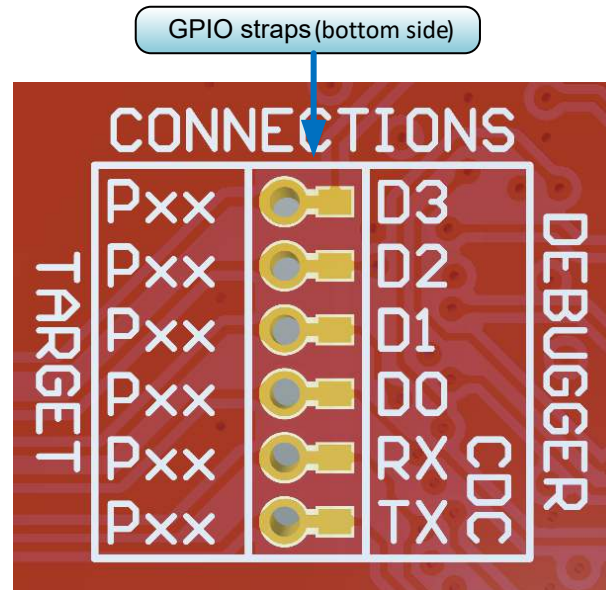 GPIO straps (bottom side)
CONNECTIONS
TARGET
Pxx D3
Pxx D2
Pxx D1
Pxx D0
Pxx RX
Pxx TX
CDC
DEBUGGER